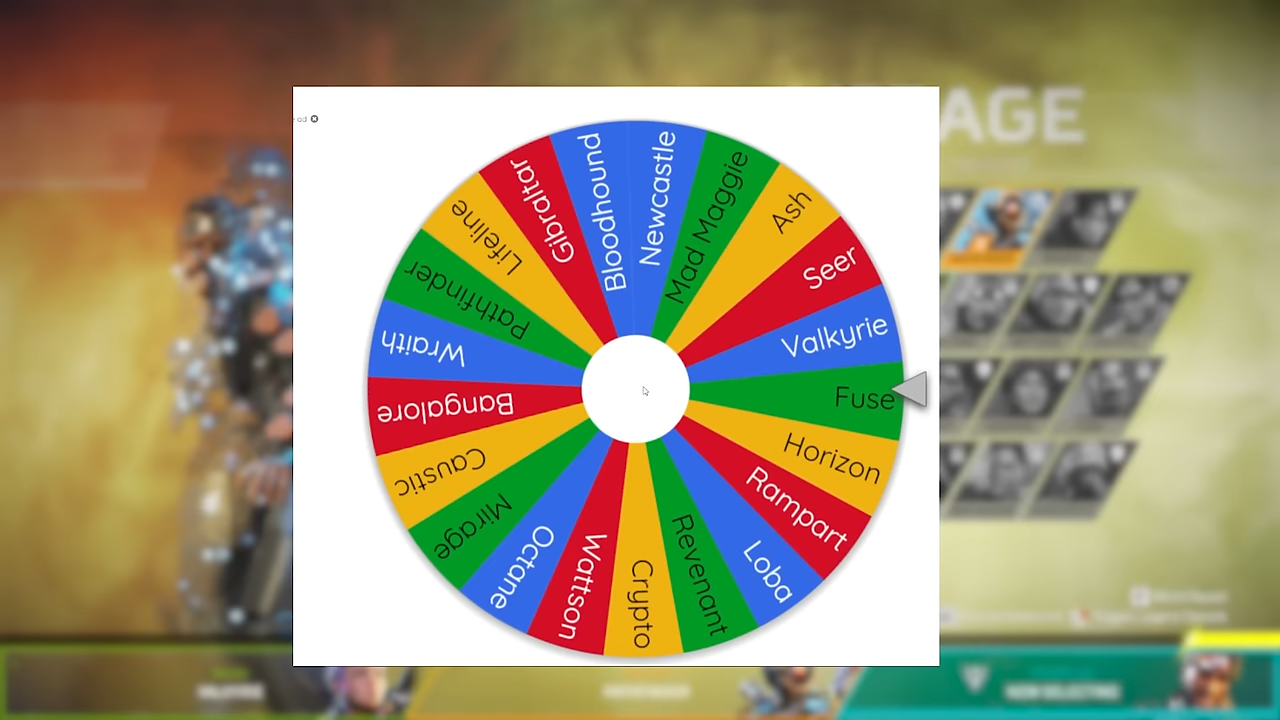 AGE
ad
Bloodhound
Newcastle
Mad Maggie
Ash
Seer
Valkyrie
Fuse
Horizon
Rampart
Loba
Revenant
Crypto
Wattson
Octane
Mirage
Caustic
Bangalore
Wraith
Pathfinder
Lifeline
Gibraltar